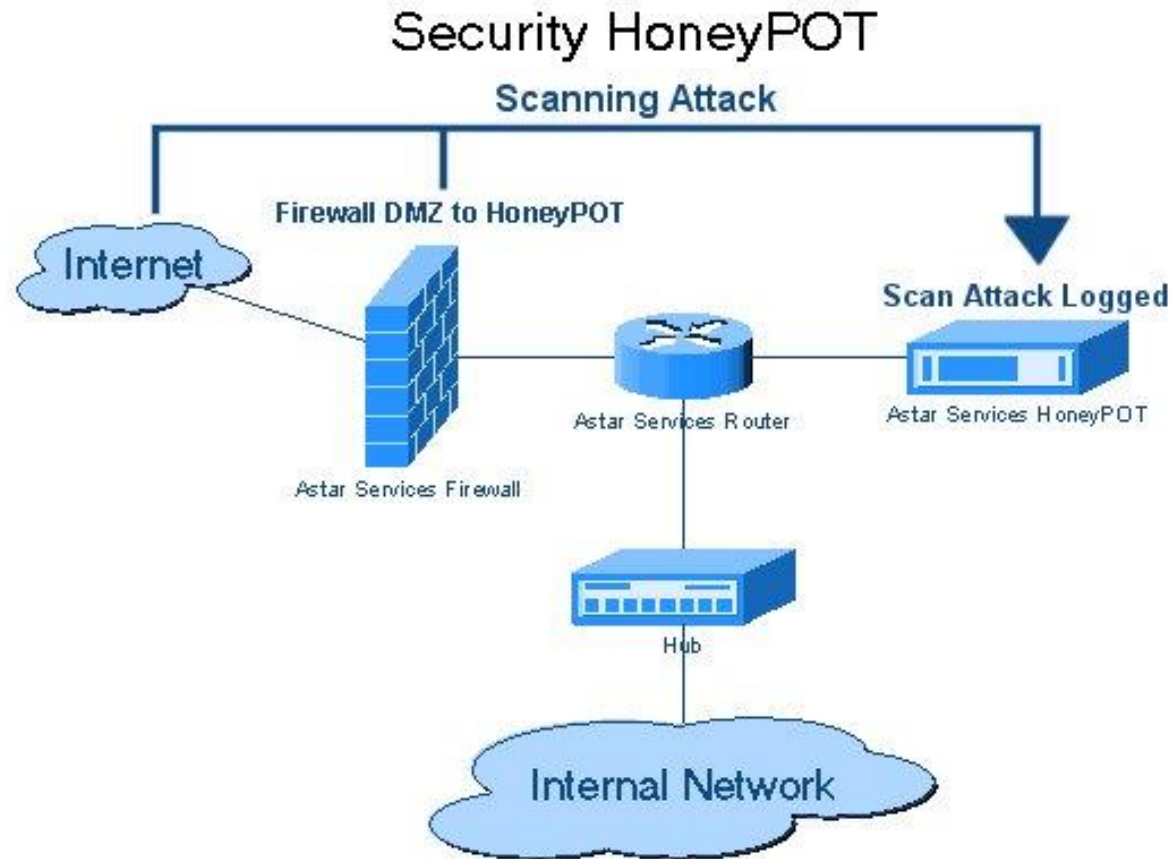 Security HoneyPOT
Scanning Attack
Firewall DMZ to HoneyPOT
Internet
Scan Attack Logged
Astar Services Router
Astar Services HoneyPOT
Astar Services Firewall
Hub
Internal Network